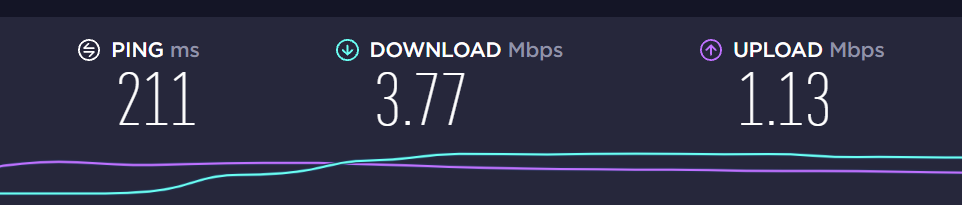 PING ms DOWNLOAD Mbps UPLOAD Mbps
211 3.77 1.13